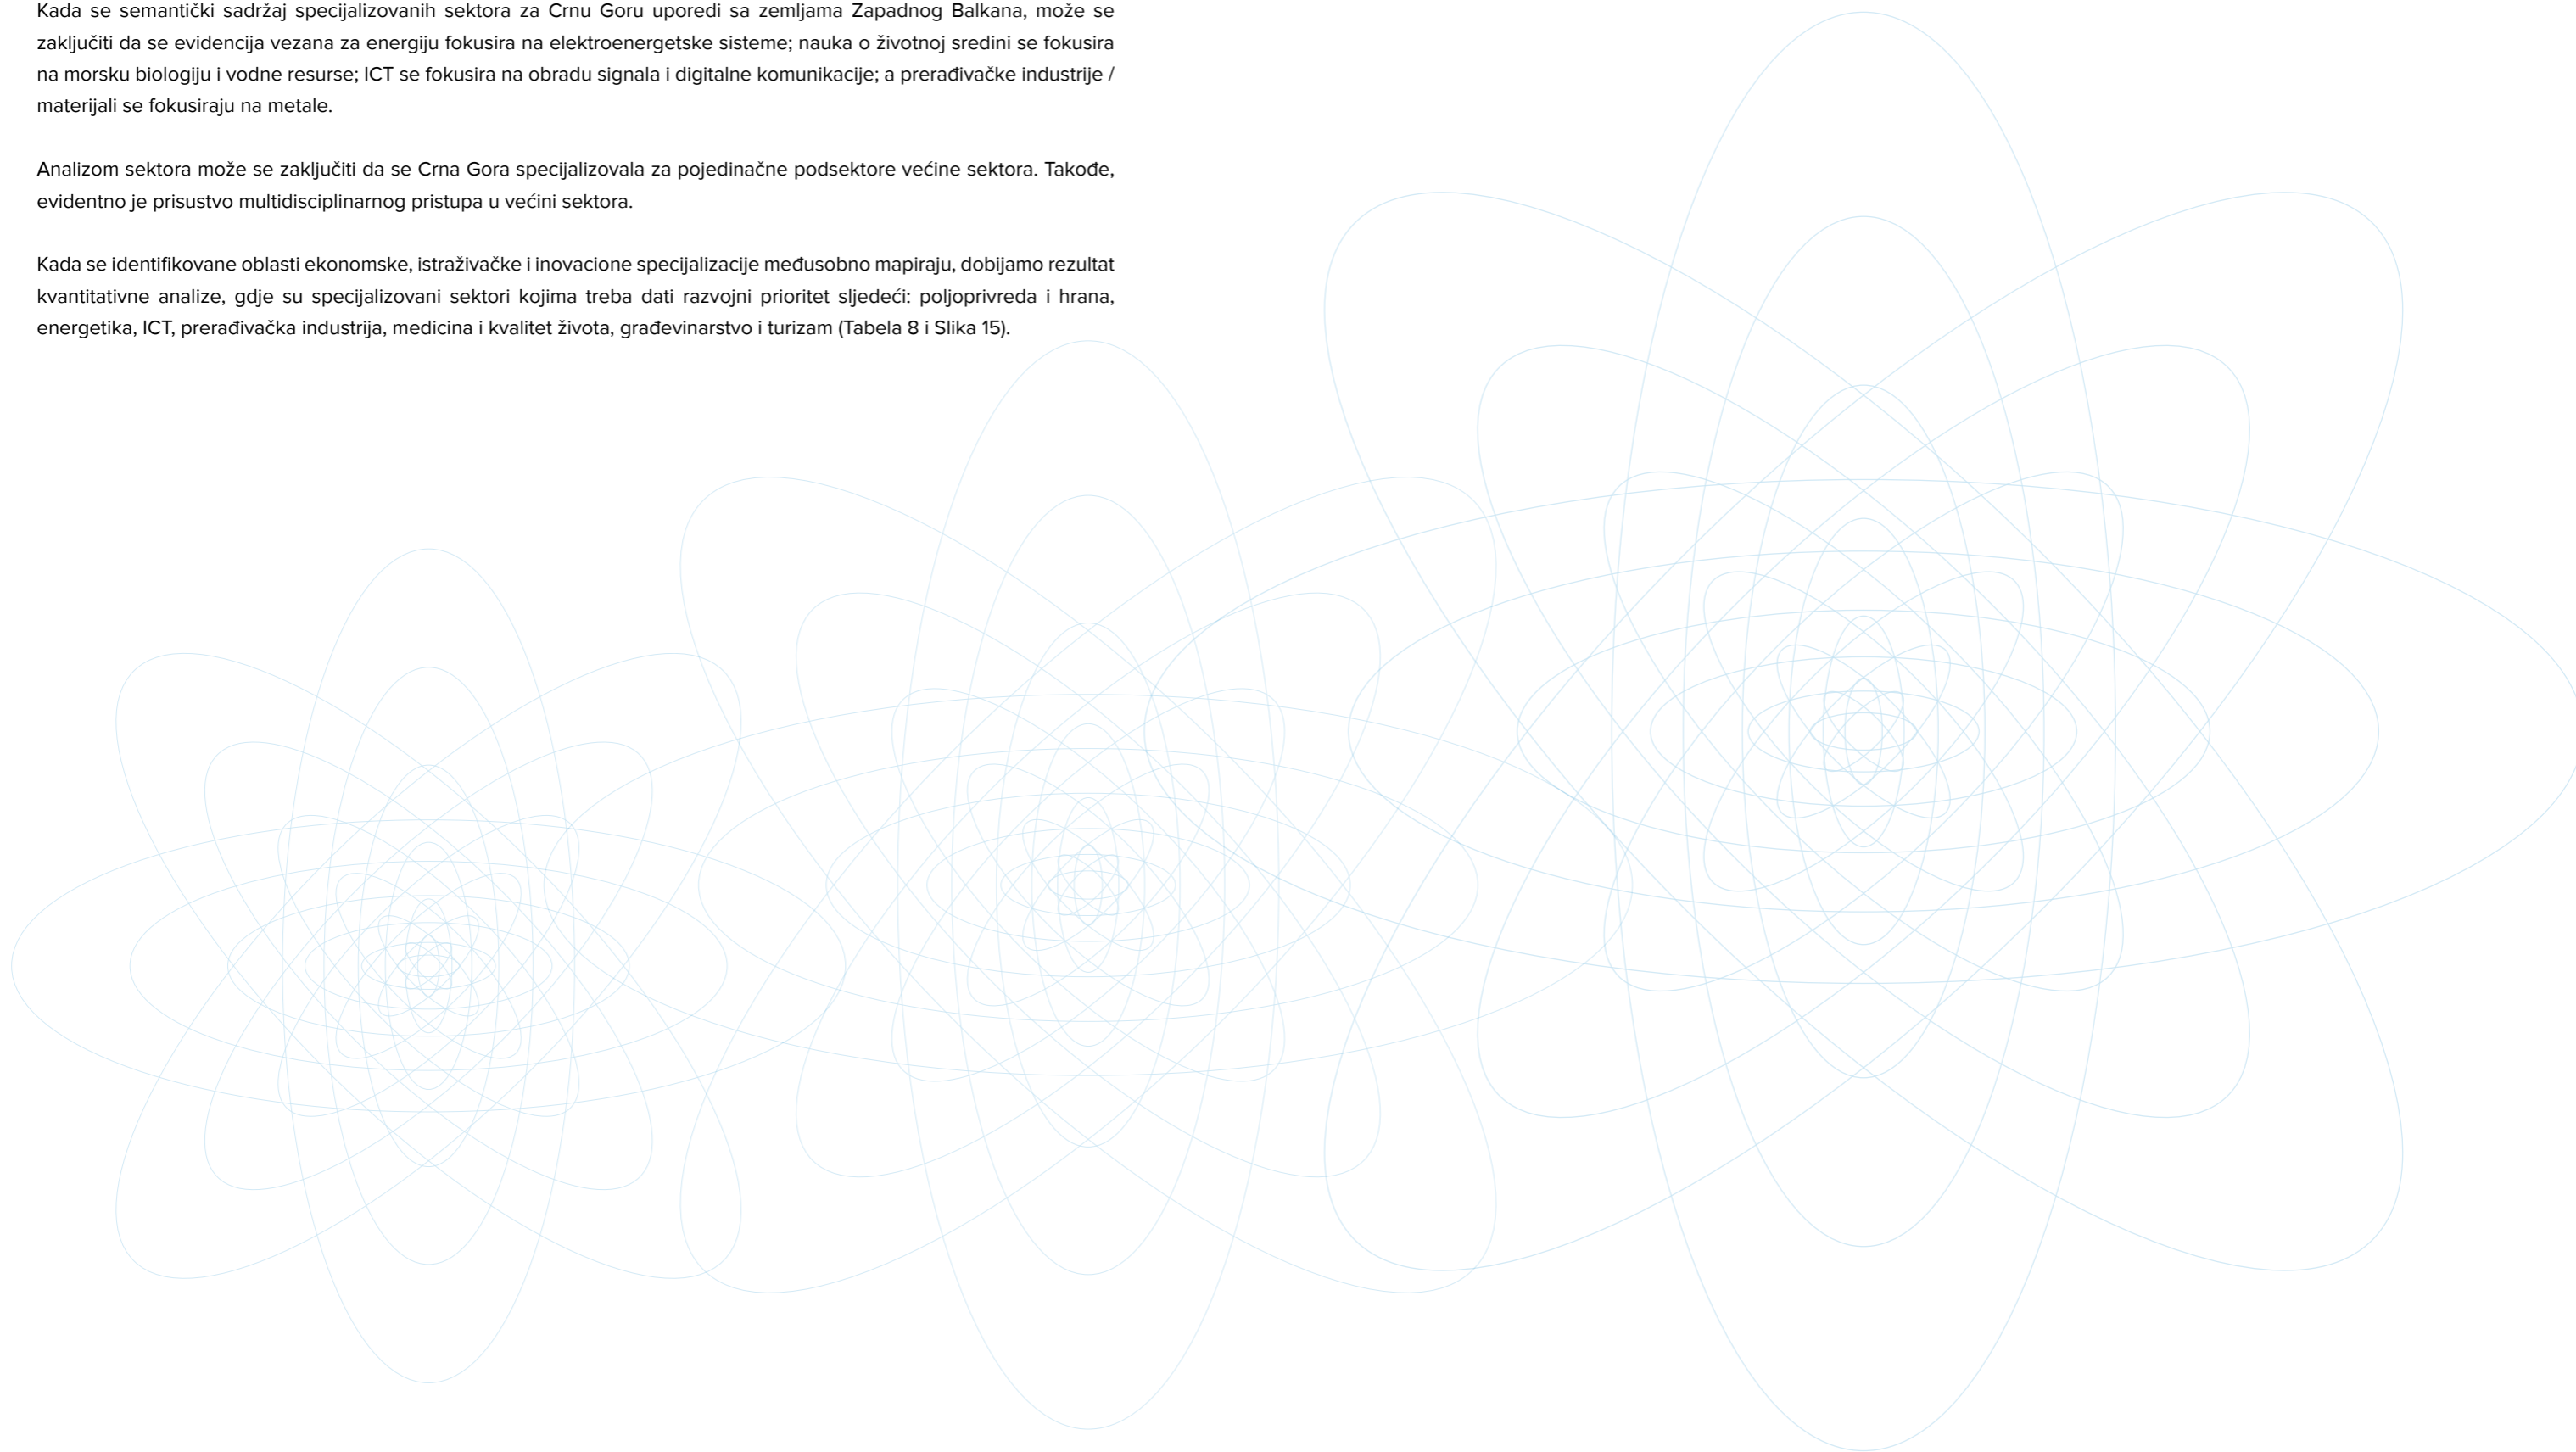 Kada se semantički sadržaj specijalizovanih sektora za Crnu Goru uporedi sa zemljama Zapadnog Balkana, može se
zaključiti da se evidencija vezana za energiju fokusira na elektroenergetske sisteme; nauka o životnoj sredini se fokusira
na morsku biologiju i vodne resurse; ICT se fokusira na obradu signala i digitalne komunikacije; a prerađivačke industrije /
materijali se fokusiraju na metale.
Analizom sektora može se zaključiti da se Crna Gora specijalizovala za pojedinačne podsektore većine sektora. Takođe,
evidentno je prisustvo multidisciplinarnog pristupa u većini sektora.
Kada se identifikovane oblasti ekonomske, istraživačke i inovacione specijalizacije međusobno mapiraju, dobijamo rezultat
kvantitativne analize, gdje su specijalizovani sektori kojima treba dati razvojni prioritet sljedeći: poljoprivreda i hrana,
energetika, ICT, prerađivačka industrija, medicina i kvalitet života, građevinarstvo i turizam (Tabela 8 i Slika 15).